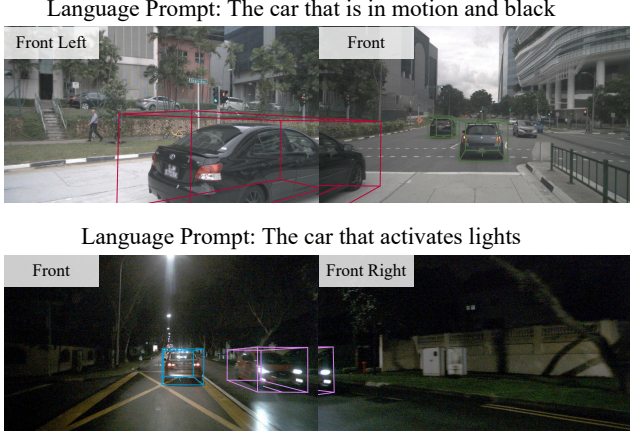 Language Prompt: The car that is in motion and black
Front Left
Front
Language Prompt: The car that activates lights
Front
Front Right